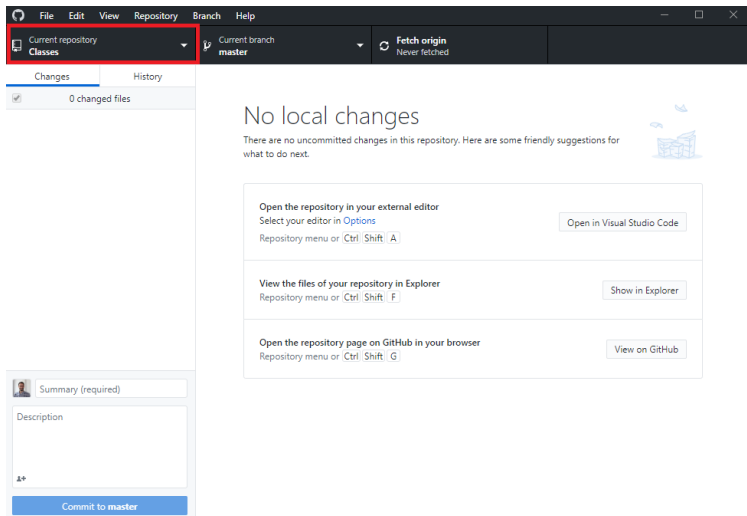 File Edit View Repository Branch Help
Current repository
Classes
Current branch
master
Fetch origin
Never fetched
Changes History
0 changed files
No local changes
There are no uncommitted changes in this repository. Here are some friendly suggestions for
what to do next.
Open the repository in your external editor
Select your editor in Options
Repository menu or Ctrl Shift A
Open in Visual Studio Code
View the files of your repository in Explorer
Repository menu or Ctrl Shift F
Show in Explorer
Open the repository page on GitHub in your browser
Repository menu or Ctrl Shift G
View on GitHub
Summary (required)
Description
Commit to master